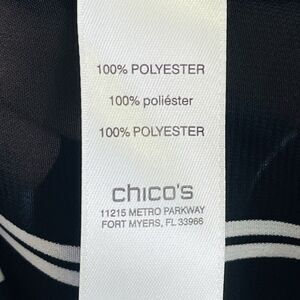 100% POLYESTER
100% poliéster
100% POLYESTER
chico's
11215 METRO PARKWAY
FORT MYERS, FL 33966